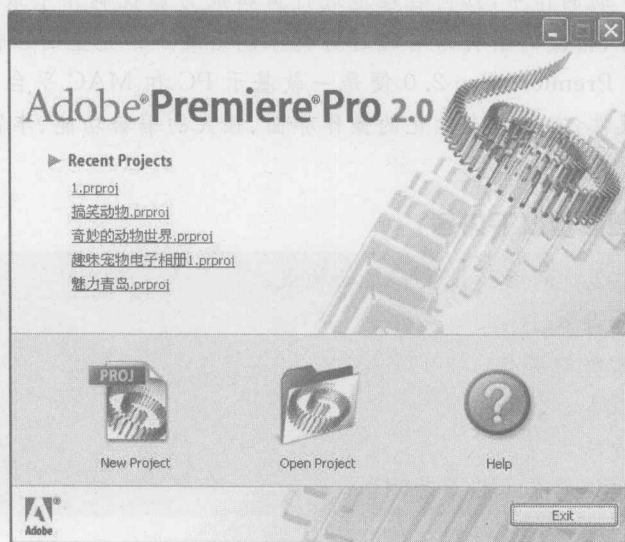 Adobe®Premiere®Pro 2.0
Recent Projects
1.prproj
搞笑动物.prproj
奇妙的动物世界.prproj
趣味宠物电子相册1.prproj
魅力青岛.prproj
PROJ
New Project
Open Project
Help
Adobe
Exit